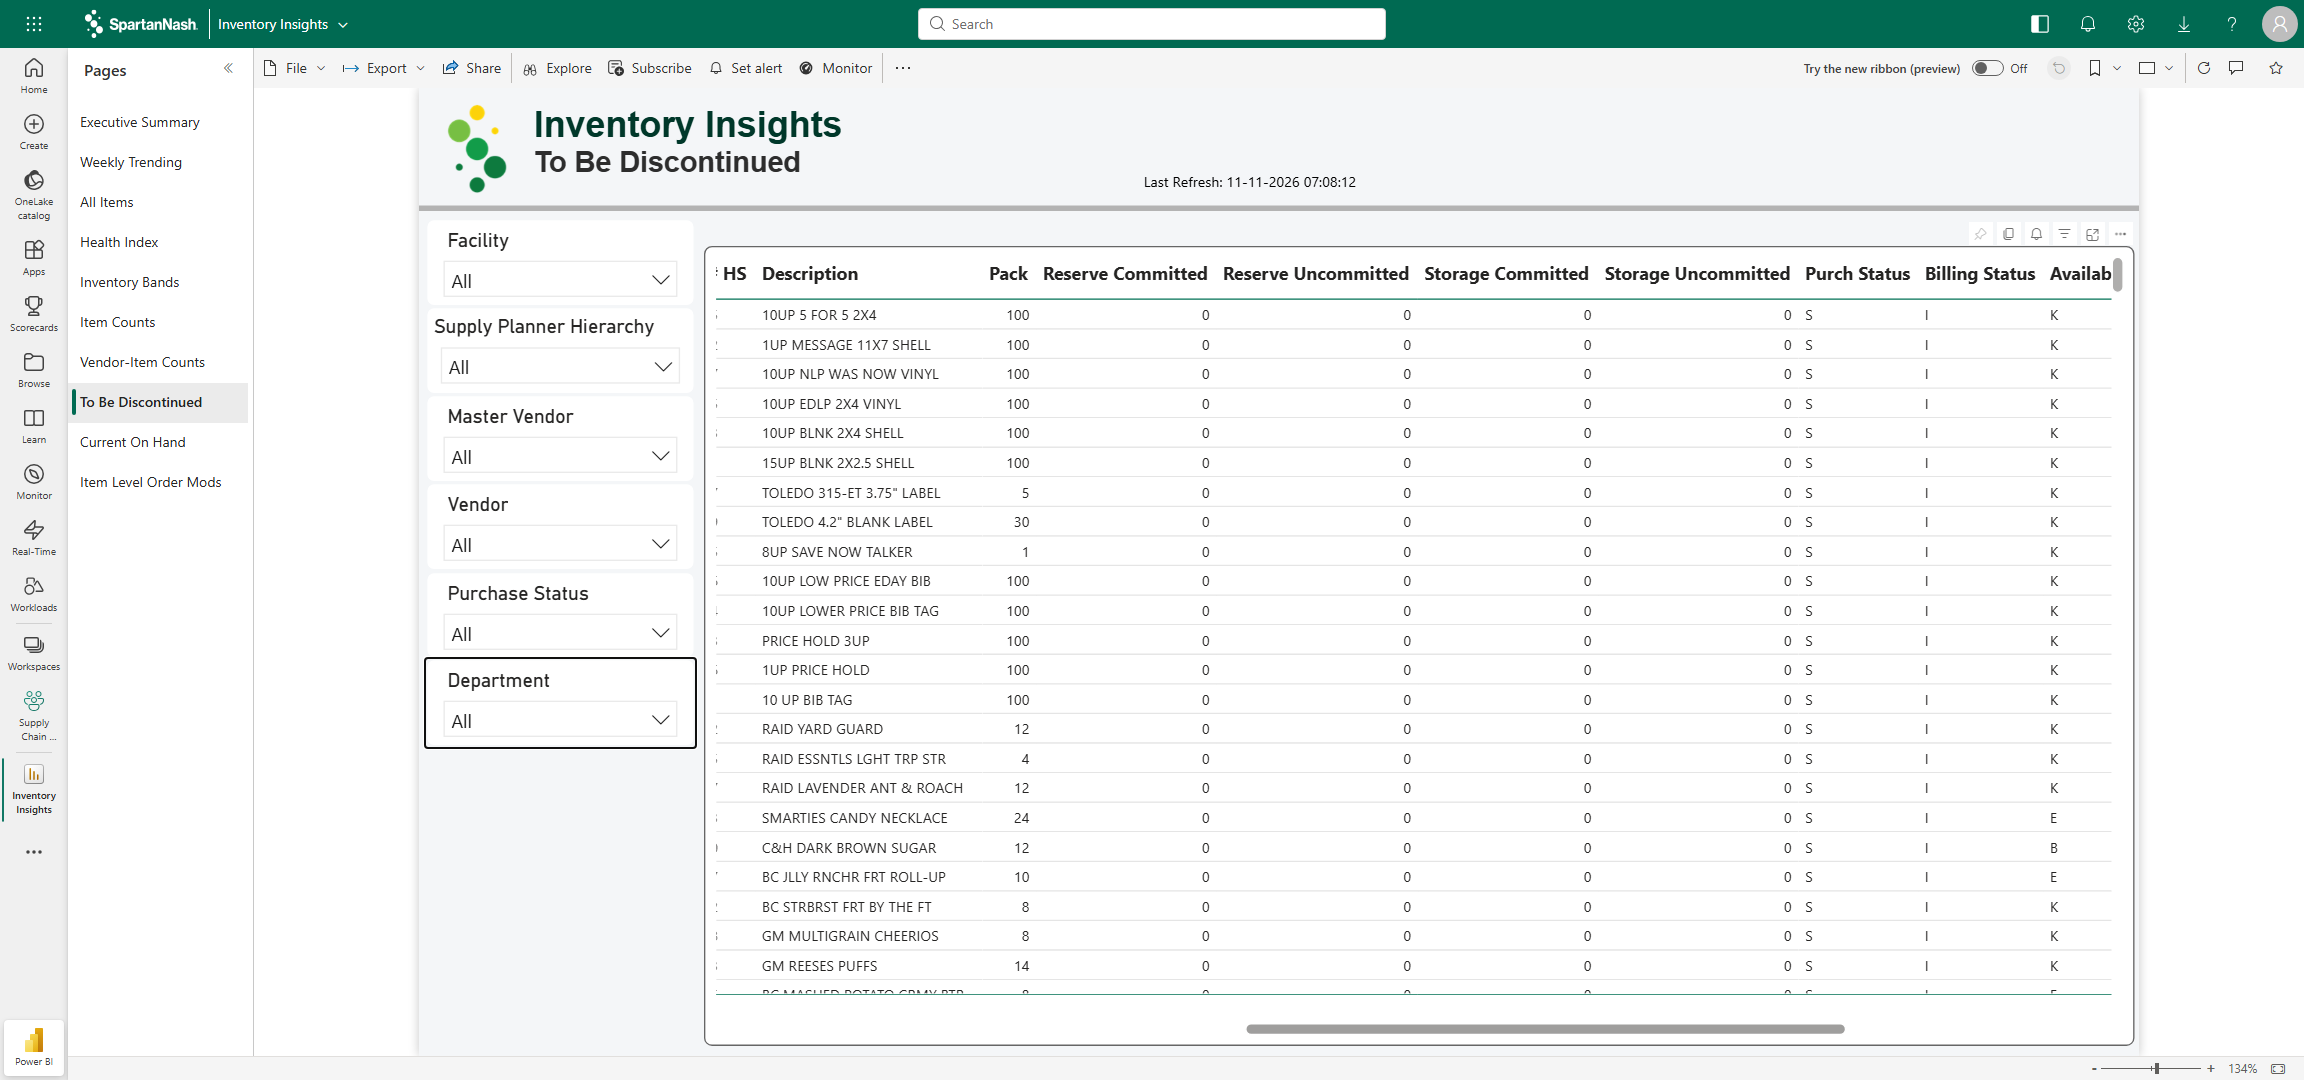 SpartanNash
Inventory Insights
Search
Home
Create
OneLake catalog
Apps
Scorecards
Browse
Learn
Monitor
Real-Time
Workloads
Workspaces
Supply Chain ...
Inventory Insights
Power BI
Pages
Executive Summary
Weekly Trending
All Items
Health Index
Inventory Bands
Item Counts
Vendor-Item Counts
To Be Discontinued
Current On Hand
Item Level Order Mods
File Export Share Explore Subscribe Set alert Monitor ...
Try the new ribbon (preview) Off
Inventory Insights
To Be Discontinued
Last Refresh: 11-11-2026 07:08:12
Facility
All
Supply Planner Hierarchy
All
Master Vendor
All
Vendor
All
Purchase Status
All
Department
All
HS Description Pack Reserve Committed Reserve Uncommitted Storage Committed Storage Uncommitted Purch Status Billing Status Availab
10UP 5 FOR 5 2X4 100 0 0 0 0 S I K
1UP MESSAGE 11X7 SHELL 100 0 0 0 0 S I K
10UP NLP WAS NOW VINYL 100 0 0 0 0 S I K
10UP EDLP 2X4 VINYL 100 0 0 0 0 S I K
10UP BLNK 2X4 SHELL 100 0 0 0 0 S I K
15UP BLNK 2X2.5 SHELL 100 0 0 0 0 S I K
TOLEDO 315-ET 3.75" LABEL 5 0 0 0 0 S I K
TOLEDO 4.2" BLANK LABEL 30 0 0 0 0 S I K
8UP SAVE NOW TALKER 1 0 0 0 0 S I K
10UP LOW PRICE EDAY BIB 100 0 0 0 0 S I K
10UP LOWER PRICE BIB TAG 100 0 0 0 0 S I K
PRICE HOLD 3UP 100 0 0 0 0 S I K
1UP PRICE HOLD 100 0 0 0 0 S I K
10 UP BIB TAG 100 0 0 0 0 S I K
RAID YARD GUARD 12 0 0 0 0 S I K
RAID ESSNTLS LGHT TRP STR 4 0 0 0 0 S I K
RAID LAVENDER ANT & ROACH 12 0 0 0 0 S I K
SMARTIES CANDY NECKLACE 24 0 0 0 0 S I E
C&H DARK BROWN SUGAR 12 0 0 0 0 S I B
BC JLLY RNCHR FRT ROLL-UP 10 0 0 0 0 S I E
BC STRBRST FRT BY THE FT 8 0 0 0 0 S I K
GM MULTIGRAIN CHEERIOS 8 0 0 0 0 S I K
GM REESES PUFFS 14 0 0 0 0 S I K
- + 134%